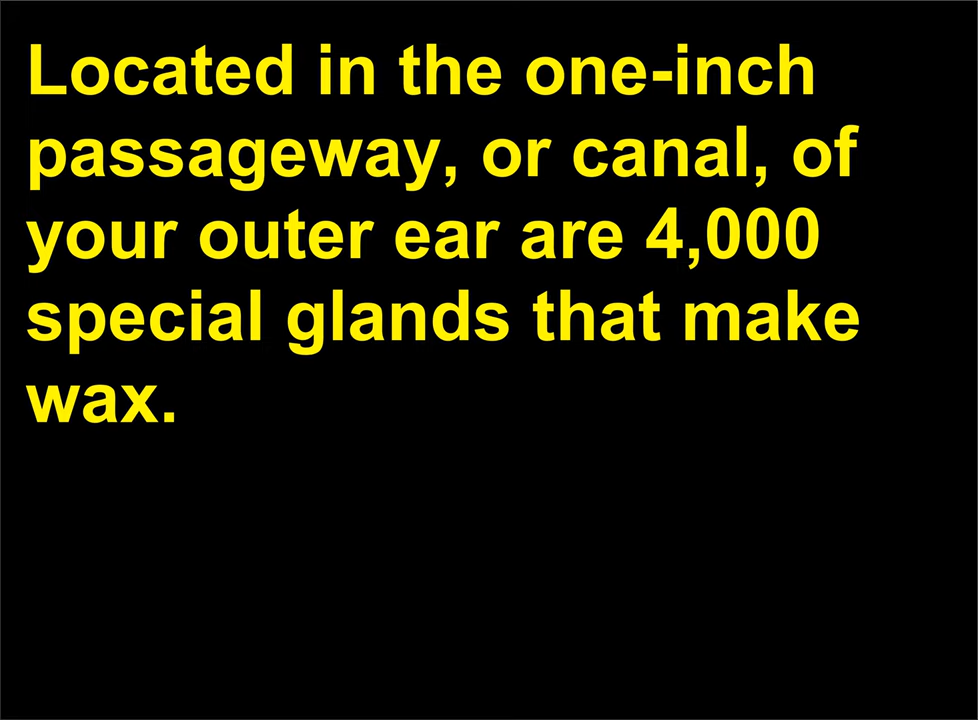 Located in the one-inch
passageway, or canal, of
your outer ear are 4,000
special glands that make
wax.